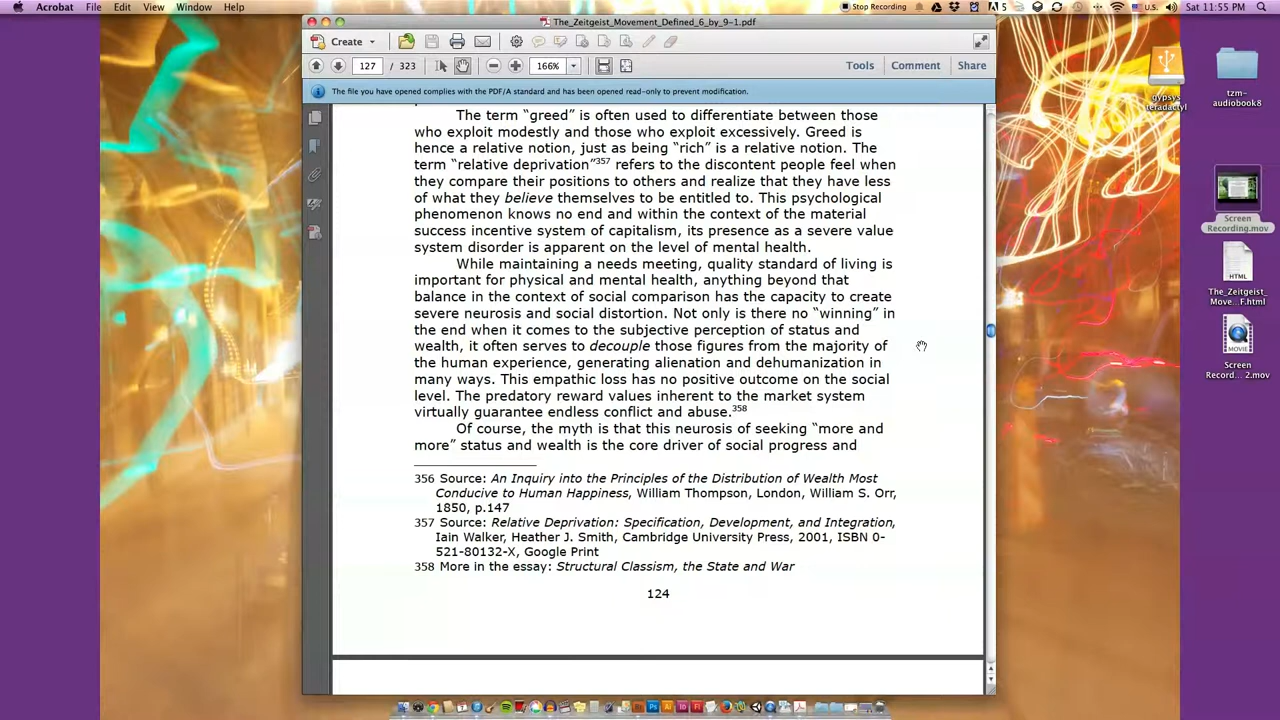 Acrobat File Edit View Window Help
Stop Recording
5
U.S.
Sat 11:55 PM
The_Zeitgeist_Movement_Defined_6_by_9-1.pdf
Create
127 / 323
166%
Tools Comment Share
The file you have opened complies with the PDF/A standard and has been opened read-only to prevent modification.
The term “greed” is often used to differentiate between those
who exploit modestly and those who exploit excessively. Greed is
hence a relative notion, just as being “rich” is a relative notion. The
term “relative deprivation”357 refers to the discontent people feel when
they compare their positions to others and realize that they have less
of what they believe themselves to be entitled to. This psychological
phenomenon knows no end and within the context of the material
success incentive system of capitalism, its presence as a severe value
system disorder is apparent on the level of mental health.
While maintaining a needs meeting, quality standard of living is
important for physical and mental health, anything beyond that
balance in the context of social comparison has the capacity to create
severe neurosis and social distortion. Not only is there no “winning” in
the end when it comes to the subjective perception of status and
wealth, it often serves to decouple those figures from the majority of
the human experience, generating alienation and dehumanization in
many ways. This empathic loss has no positive outcome on the social
level. The predatory reward values inherent to the market system
virtually guarantee endless conflict and abuse.358
Of course, the myth is that this neurosis of seeking “more and
more” status and wealth is the core driver of social progress and
356 Source: An Inquiry into the Principles of the Distribution of Wealth Most
Conducive to Human Happiness, William Thompson, London, William S. Orr,
1850, p.147
357 Source: Relative Deprivation: Specification, Development, and Integration,
Iain Walker, Heather J. Smith, Cambridge University Press, 2001, ISBN 0-
521-80132-X, Google Print
358 More in the essay: Structural Classism, the State and War
124
gypsys
teradactyl
tzm-
audiobook8
Screen
Recording.mov
HTML
The_Zeitgeist_
Move...F.html
MOVIE
Screen
Record... 2.mov